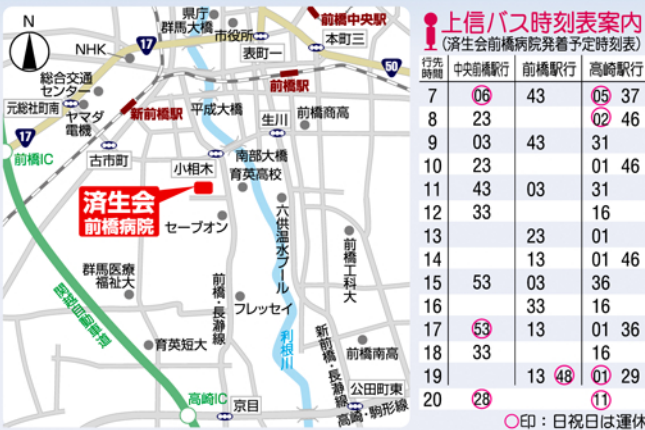 N
県庁
群馬大橋
市役所
前橋中央駅
本町三
表町一
17
NHK
50
総合交通
センター
前橋駅
元総社町南
ヤマダ
電機
新前橋駅
平成大橋
前橋商高
生川
17
前橋IC
古市町
小相木
南部大橋
育英高校
済生会
前橋病院
セーブオン
六供温水プール
前橋工科大
群馬医療
福祉大
関越自動車道
前橋・長瀞線
フレッセイ
利根川
新前橋・長瀞線
育英短大
前橋南高
公田町東
高崎IC
京目
高崎・駒形線
上信バス時刻表案内
(済生会前橋病院発着予定時刻表)
行先 時間 中央前橋駅行 前橋駅行 高崎駅行
7 06 43 05 37
8 23 02 46
9 03 43 31
10 23 01 46
11 43 03 31
12 33 16
13 23 01
14 13 01 46
15 53 03 36
16 33 16
17 53 13 01 36
18 33 16
19 13 48 01 29
20 28 11
○印：日祝日は運休